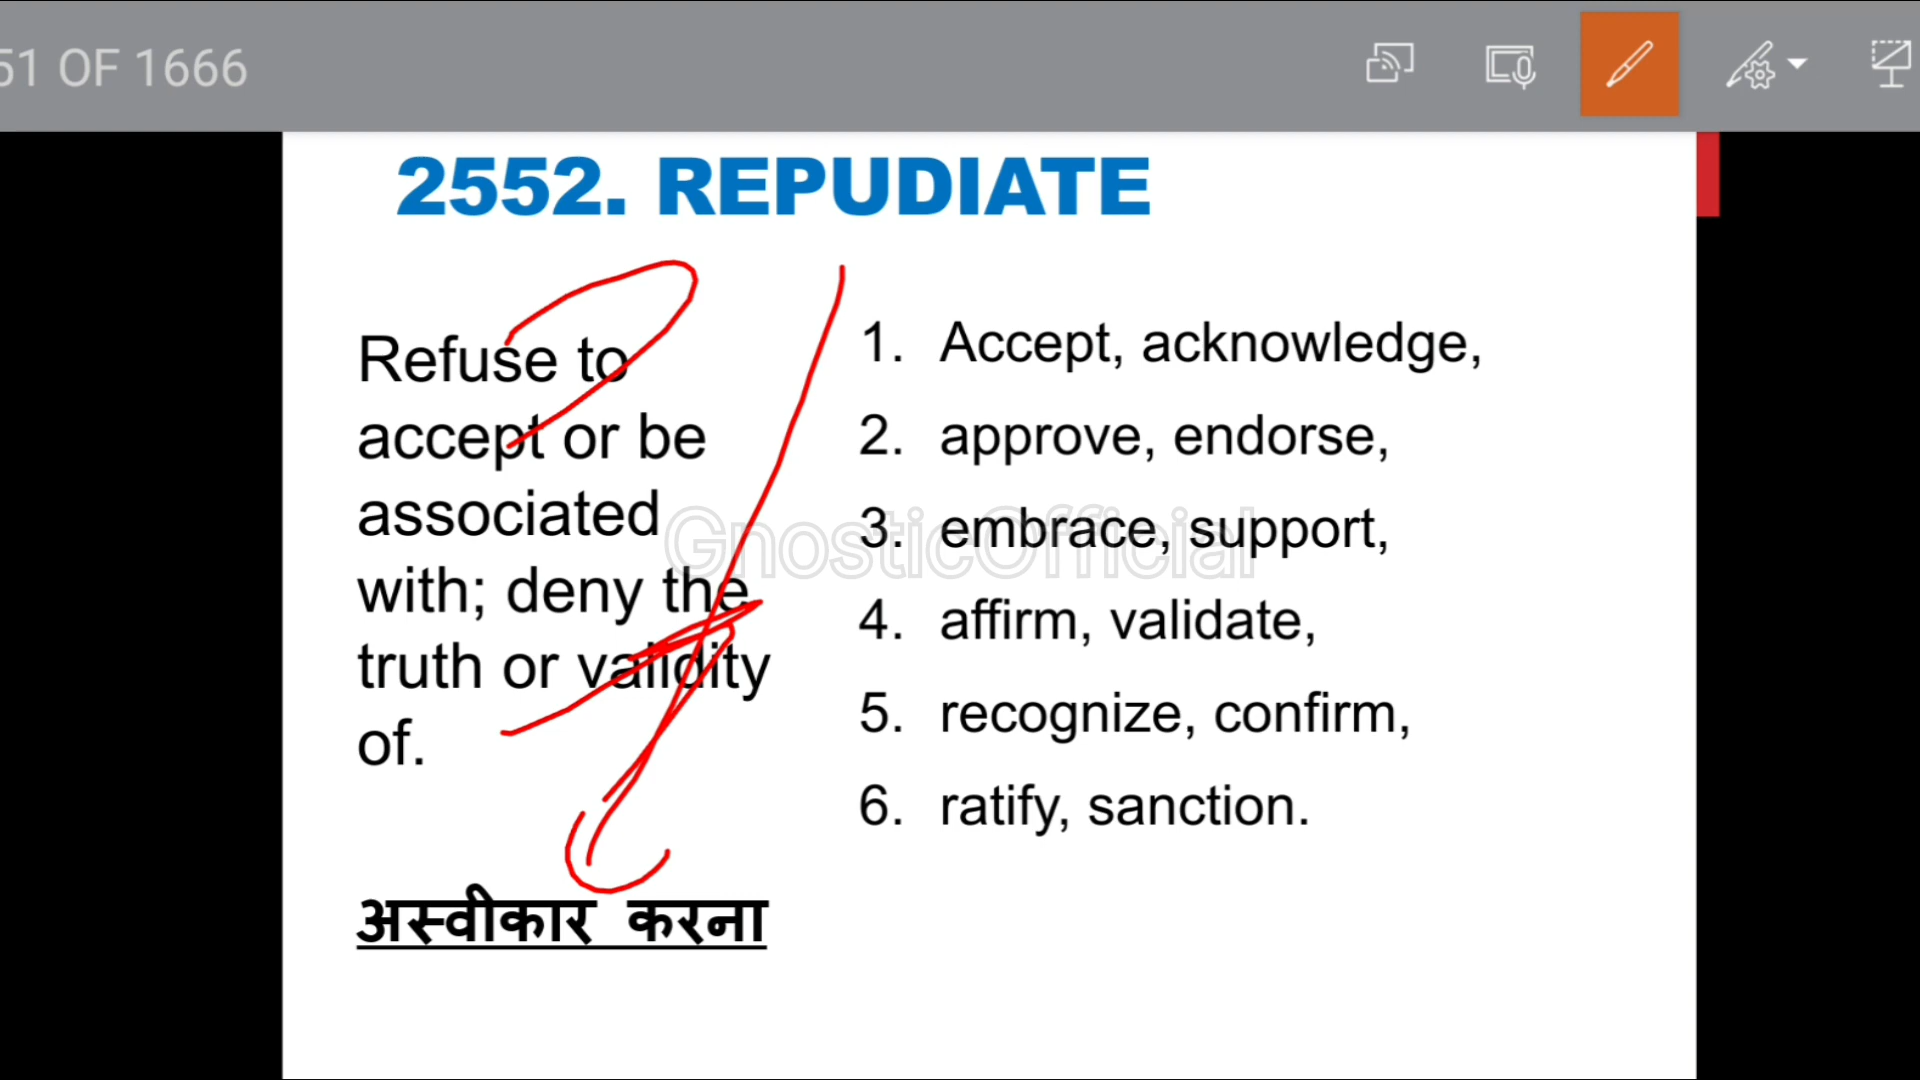 51 OF 1666
2552. REPUDIATE
Refuse to
accept or be
associated
with; deny the
truth or validity
of.
अस्वीकार करना
1. Accept, acknowledge,
2. approve, endorse,
3. embrace, support,
4. affirm, validate,
5. recognize, confirm,
6. ratify, sanction.
GnosticOfficial